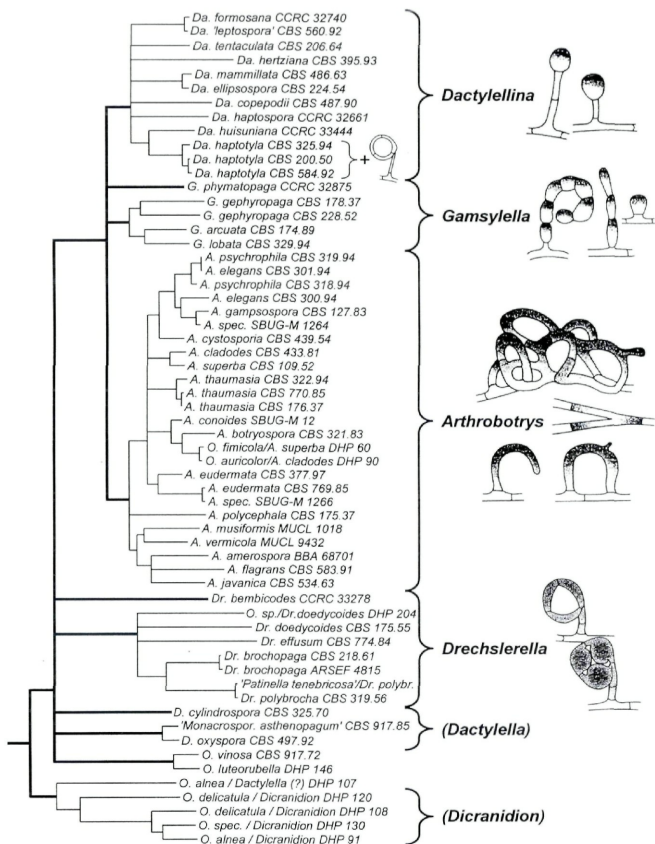 Da. formosana CCRC 32740
Da. 'leptospora' CBS 560.92
Da. tentaculata CBS 206.64
Da. hertziana CBS 395.93
Da. mammillata CBS 486.63
Da. ellipsospora CBS 224.54
Da. copepodii CBS 487.90
Da. haptospora CCRC 32661
Da. huisuniana CCRC 33444
Da. haptotyla CBS 325.94
Da. haptotyla CBS 200.50
Da. haptotyla CBS 584.92
+
Dactylellina
G. phymatopaga CCRC 32875
G. gephyropaga CBS 178.37
G. gephyropaga CBS 228.52
G. arcuata CBS 174.89
G. lobata CBS 329.94
Gamsylella
A. psychrophila CBS 319.94
A. elegans CBS 301.94
A. psychrophila CBS 318.94
A. elegans CBS 300.94
A. gampsospora CBS 127.83
A. spec. SBUG-M 1264
A. cystosporia CBS 439.54
A. cladodes CBS 433.81
A. superba CBS 109.52
A. thaumasia CBS 322.94
A. thaumasia CBS 770.85
A. thaumasia CBS 176.37
A. conoides SBUG-M 12
A. botryospora CBS 321.83
O. fimicola/A. superba DHP 60
O. auricolor/A. cladodes DHP 90
A. eudermata CBS 377.97
A. eudermata CBS 769.85
A. spec. SBUG-M 1266
A. polycephala CBS 175.37
A. musiformis MUCL 1018
A. vermicola MUCL 9432
A. amerospora BBA 68701
A. flagrans CBS 583.91
A. javanica CBS 534.63
Arthrobotrys
Dr. bembicodes CCRC 33278
O. sp./Dr.doedycoides DHP 204
Dr. doedycoides CBS 175.55
Dr. effusum CBS 774.84
Dr. brochopaga CBS 218.61
Dr. brochopaga ARSEF 4815
'Patinella tenebricosa'/Dr. polybr.
Dr. polybrocha CBS 319.56
Drechslerella
D. cylindrospora CBS 325.70
'Monacrospor. asthenopagum' CBS 917.85
D. oxyspora CBS 497.92
(Dactylella)
O. vinosa CBS 917.72
O. luteorubella DHP 146
O. alnea / Dactylella (?) DHP 107
O. delicatula / Dicranidion DHP 120
O. delicatula / Dicranidion DHP 108
O. spec. / Dicranidion DHP 130
O. alnea / Dicranidion DHP 91
(Dicranidion)